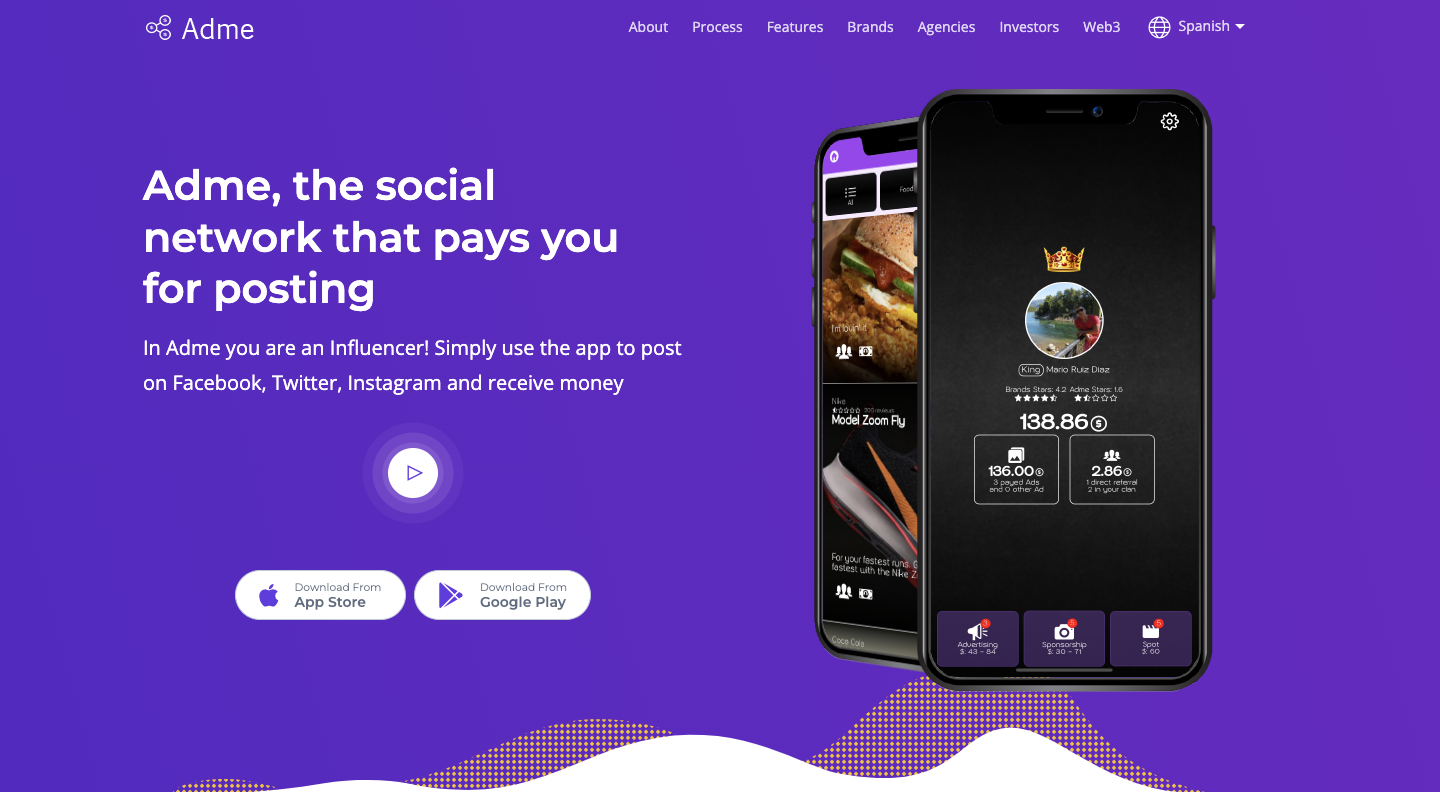 Adme
About Process Features Brands Agencies Investors Web3 Spanish
Adme, the social
network that pays you
for posting
In Adme you are an Influencer! Simply use the app to post
on Facebook, Twitter, Instagram and receive money
Download From
App Store
Download From
Google Play
All
Food
I'm lovin' it
Nike
200 reviews
Model Zoom Fly
For your fastest runs. G
fastest with the Nike Z
Coca Cola
King Mario Ruiz Diaz
Brands Stars: 4.2 Adme Stars: 1.6
138.86 $
136.00 $
3 payed Ads
and 0 other Ad
2.86 $
1 direct referral
2 in your clan
3
Advertising
$: 43 - 84
5
Sponsorship
$: 30 - 71
5
Spot
$: 60